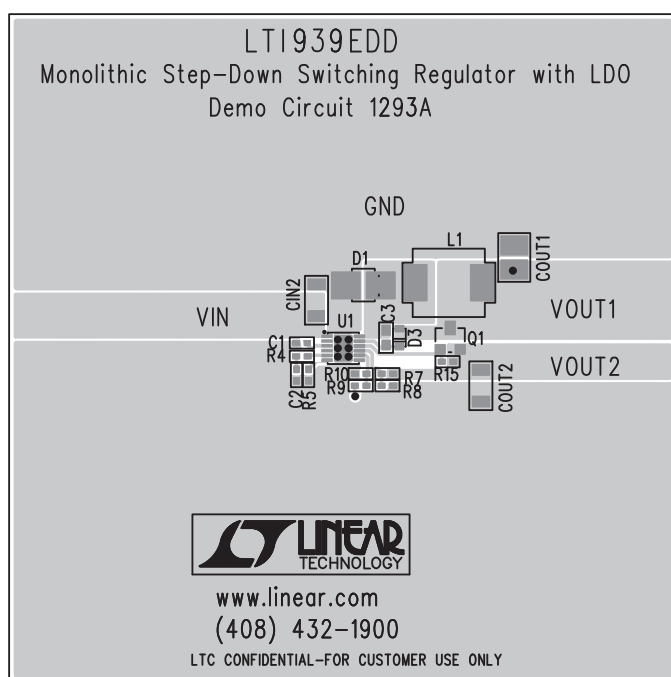 LT1939EDD
Monolithic Step-Down Switching Regulator with LDO
Demo Circuit 1293A
GND
L1
COUT1
D1
CIN2
VIN
VOUT1
U1
C3
D3
Q1
C1
R4
VOUT2
R10
R7
R15
R9
R8
C2
R5
COUT2
LINEAR
TECHNOLOGY
www.linear.com
(408) 432-1900
LTC CONFIDENTIAL-FOR CUSTOMER USE ONLY